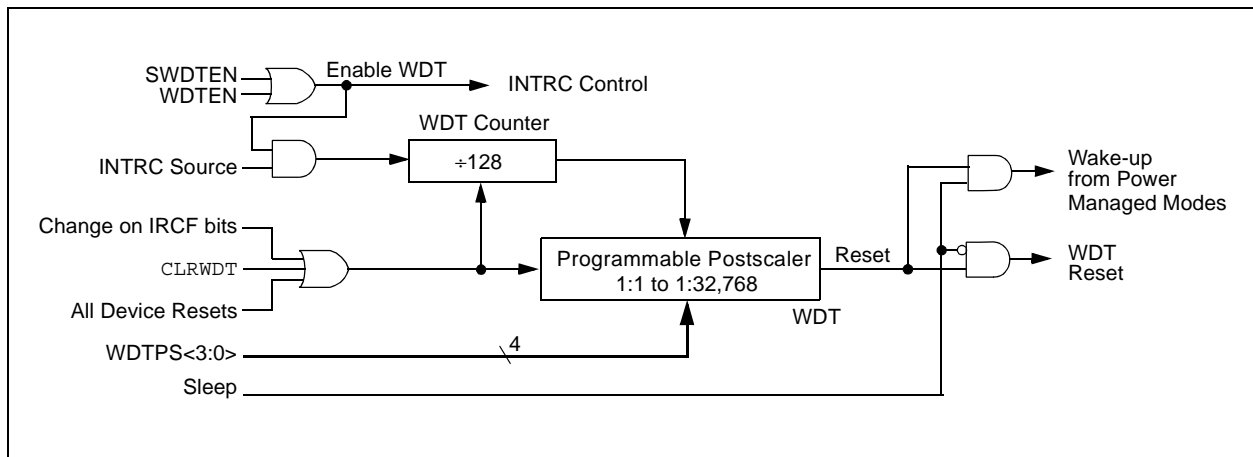 SWDTEN
WDTEN
Enable WDT
INTRC Control
WDT Counter
÷128
INTRC Source
Wake-up
from Power
Managed Modes
Change on IRCF bits
CLRWDT
All Device Resets
Programmable Postscaler
1:1 to 1:32,768
Reset
WDT
WDT
Reset
WDTPS<3:0>
4
Sleep